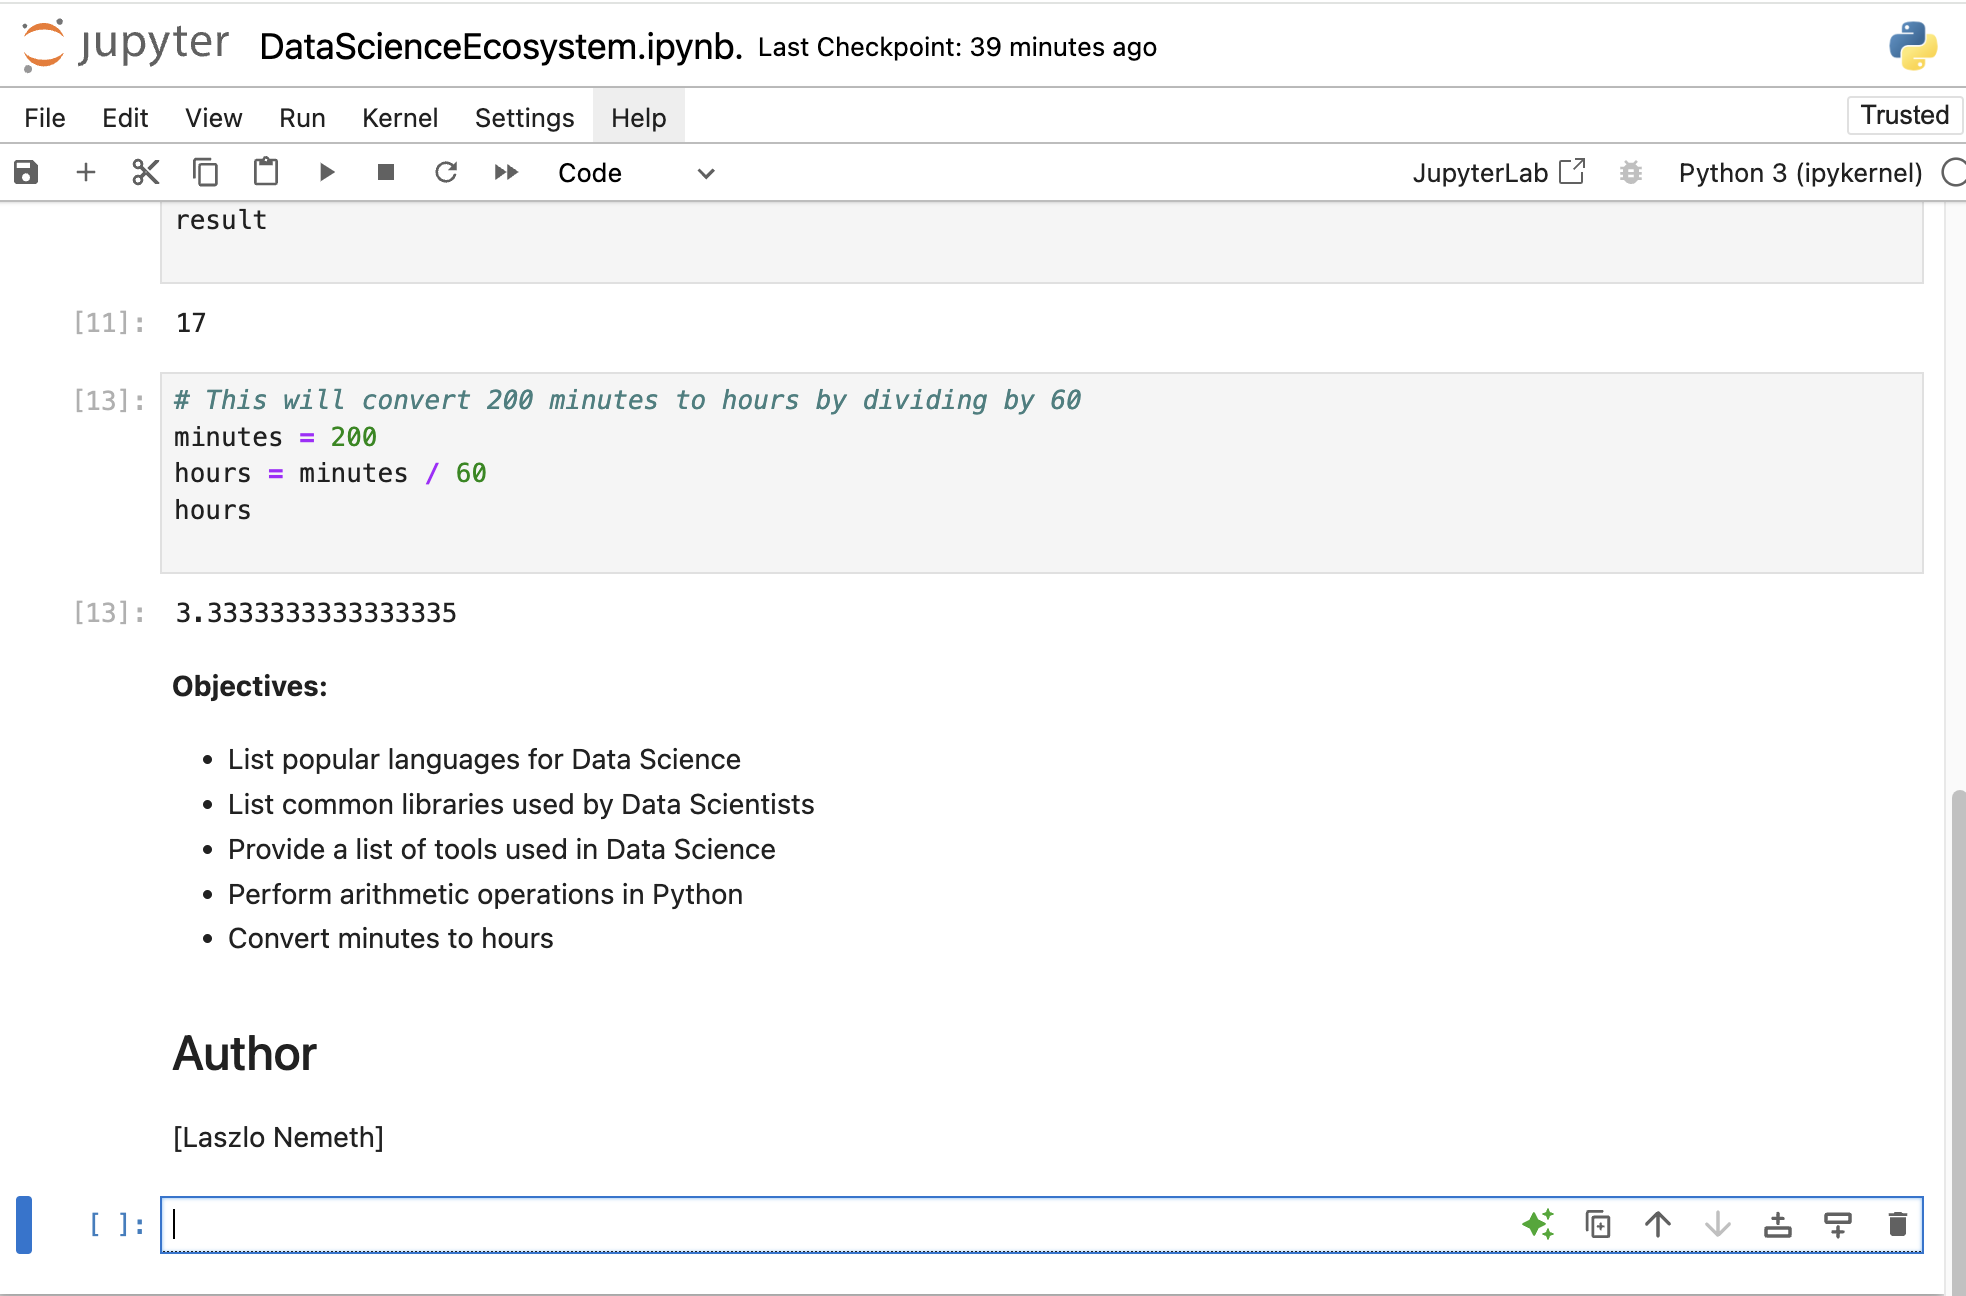 jupyter DataScienceEcosystem.ipynb. Last Checkpoint: 39 minutes ago
File Edit View Run Kernel Settings Help Trusted
Code JupyterLab Python 3 (ipykernel)
result
[11]: 17
[13]: # This will convert 200 minutes to hours by dividing by 60
minutes = 200
hours = minutes / 60
hours
[13]: 3.3333333333333335
Objectives:
• List popular languages for Data Science
• List common libraries used by Data Scientists
• Provide a list of tools used in Data Science
• Perform arithmetic operations in Python
• Convert minutes to hours
Author
[Laszlo Nemeth]
[ ]: